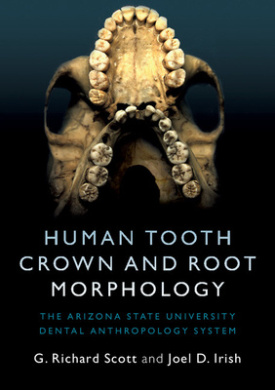 HUMAN TOOTH
CROWN AND ROOT
MORPHOLOGY
THE ARIZONA STATE UNIVERSITY
DENTAL ANTHROPOLOGY SYSTEM
G. Richard Scott and Joel D. Irish